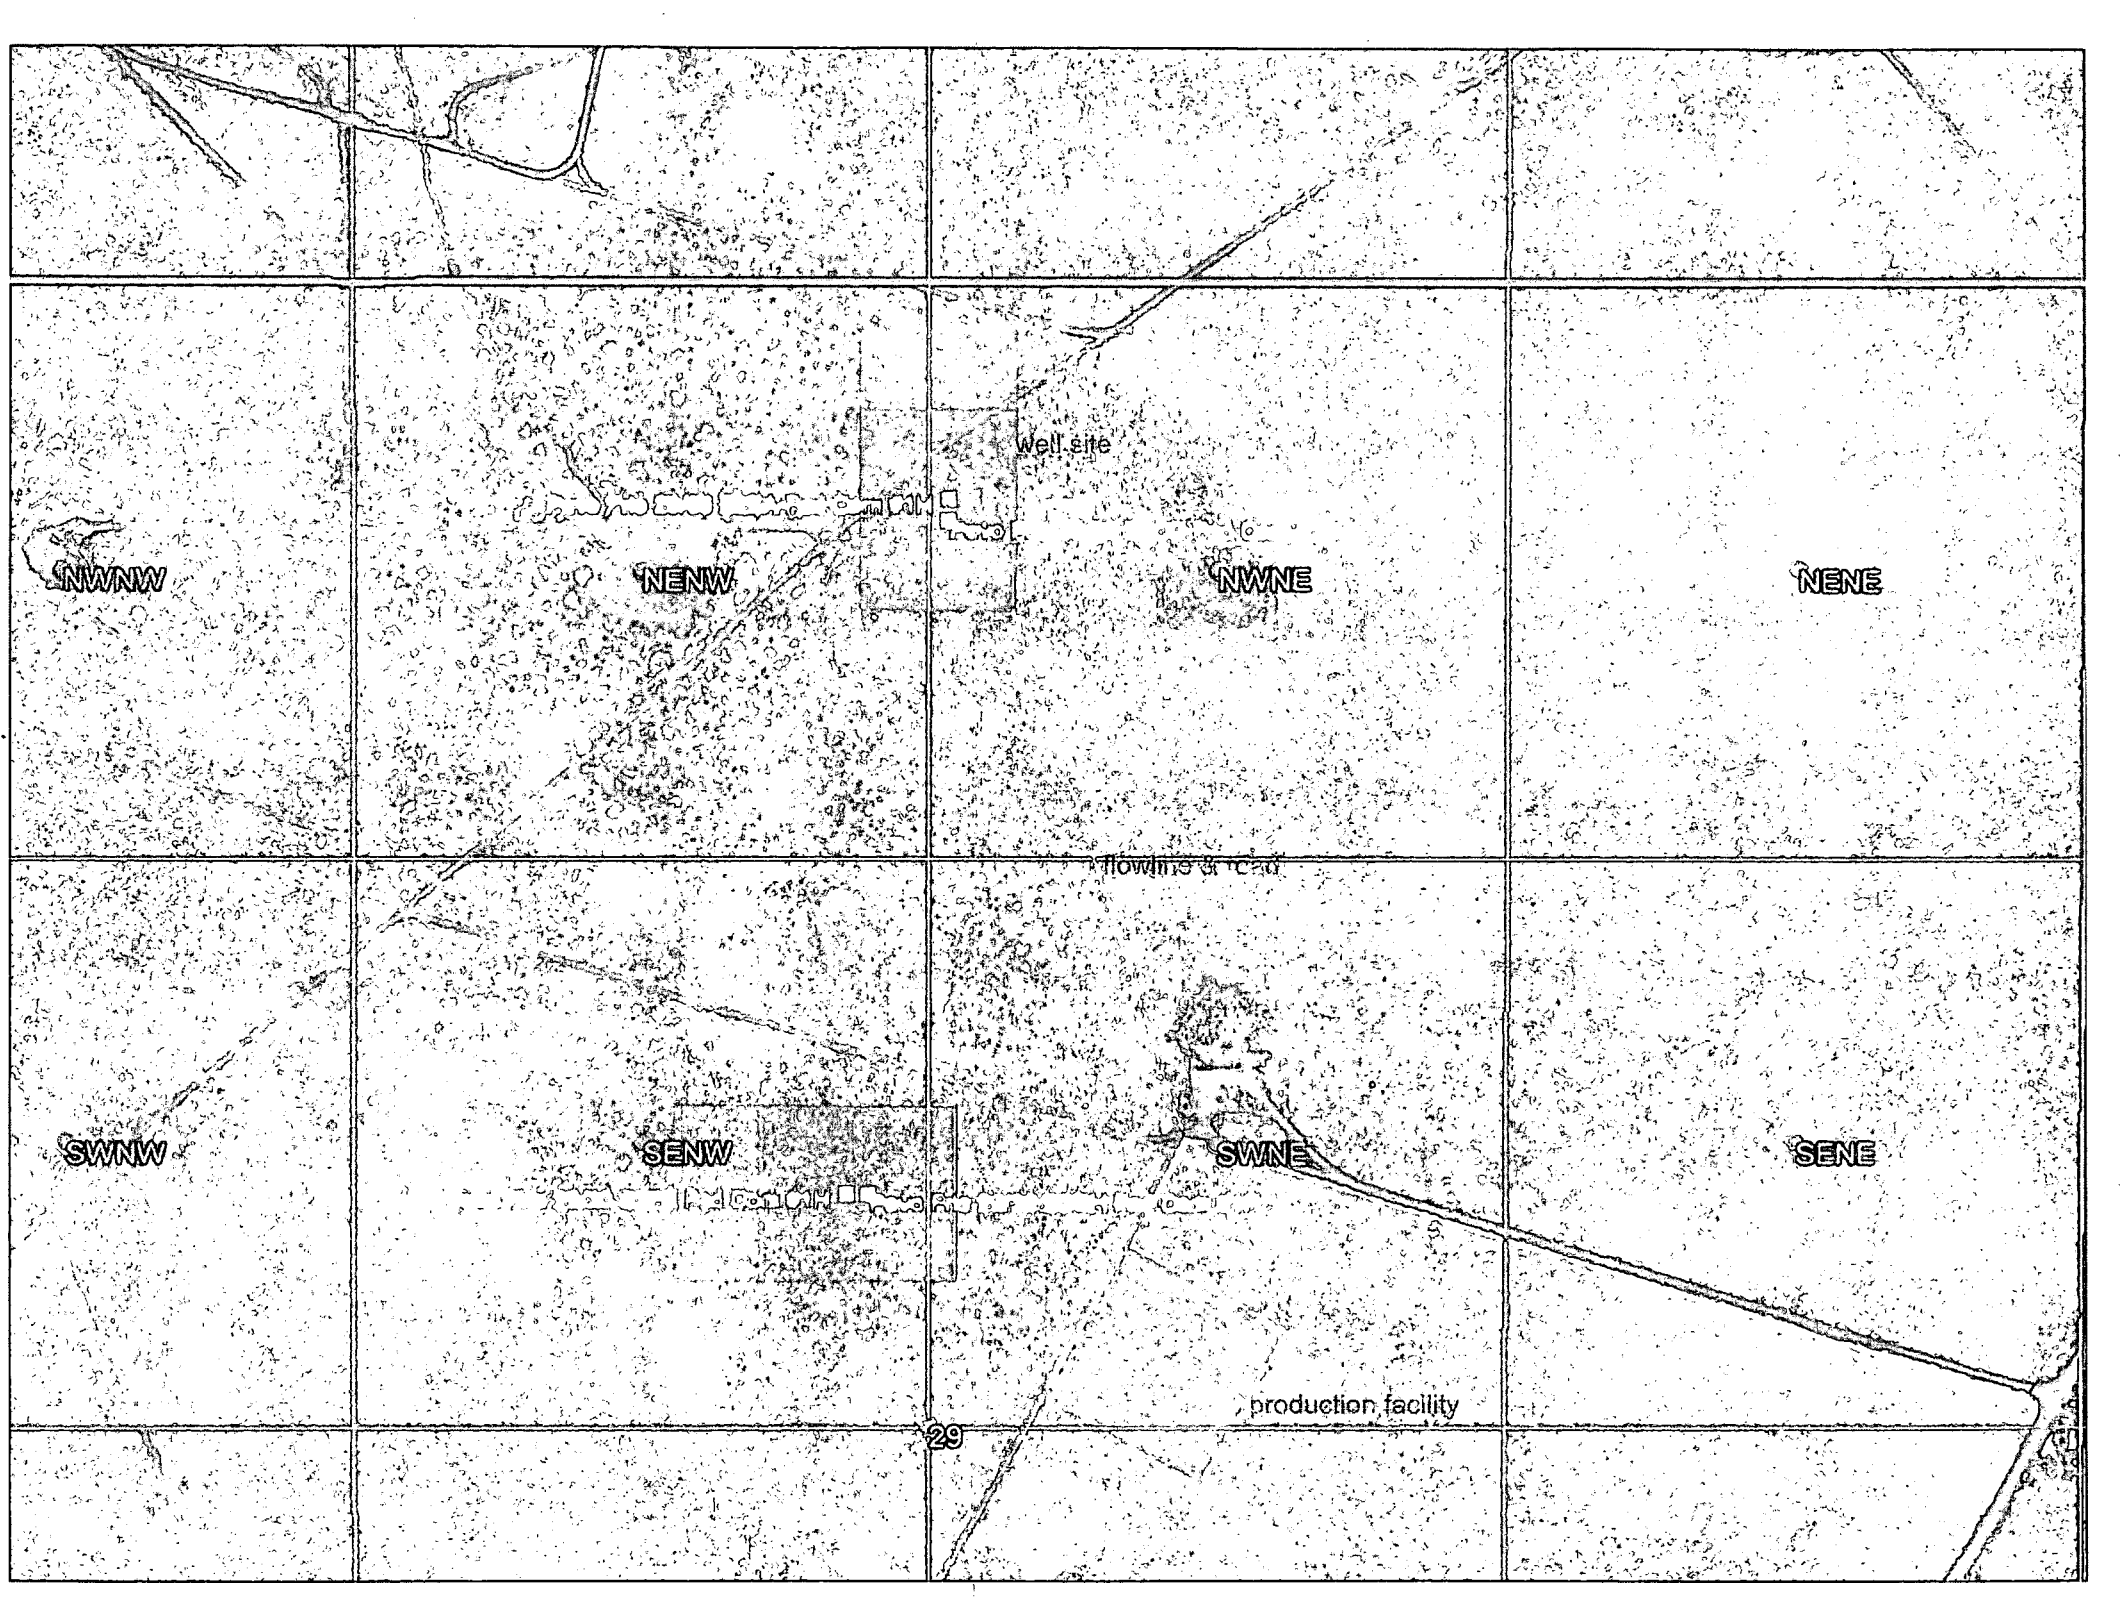 well site
NWNW
NENW
NWNE
NENE
flowline & road
SWNW
SENW
SWNE
SENE
production facility
29